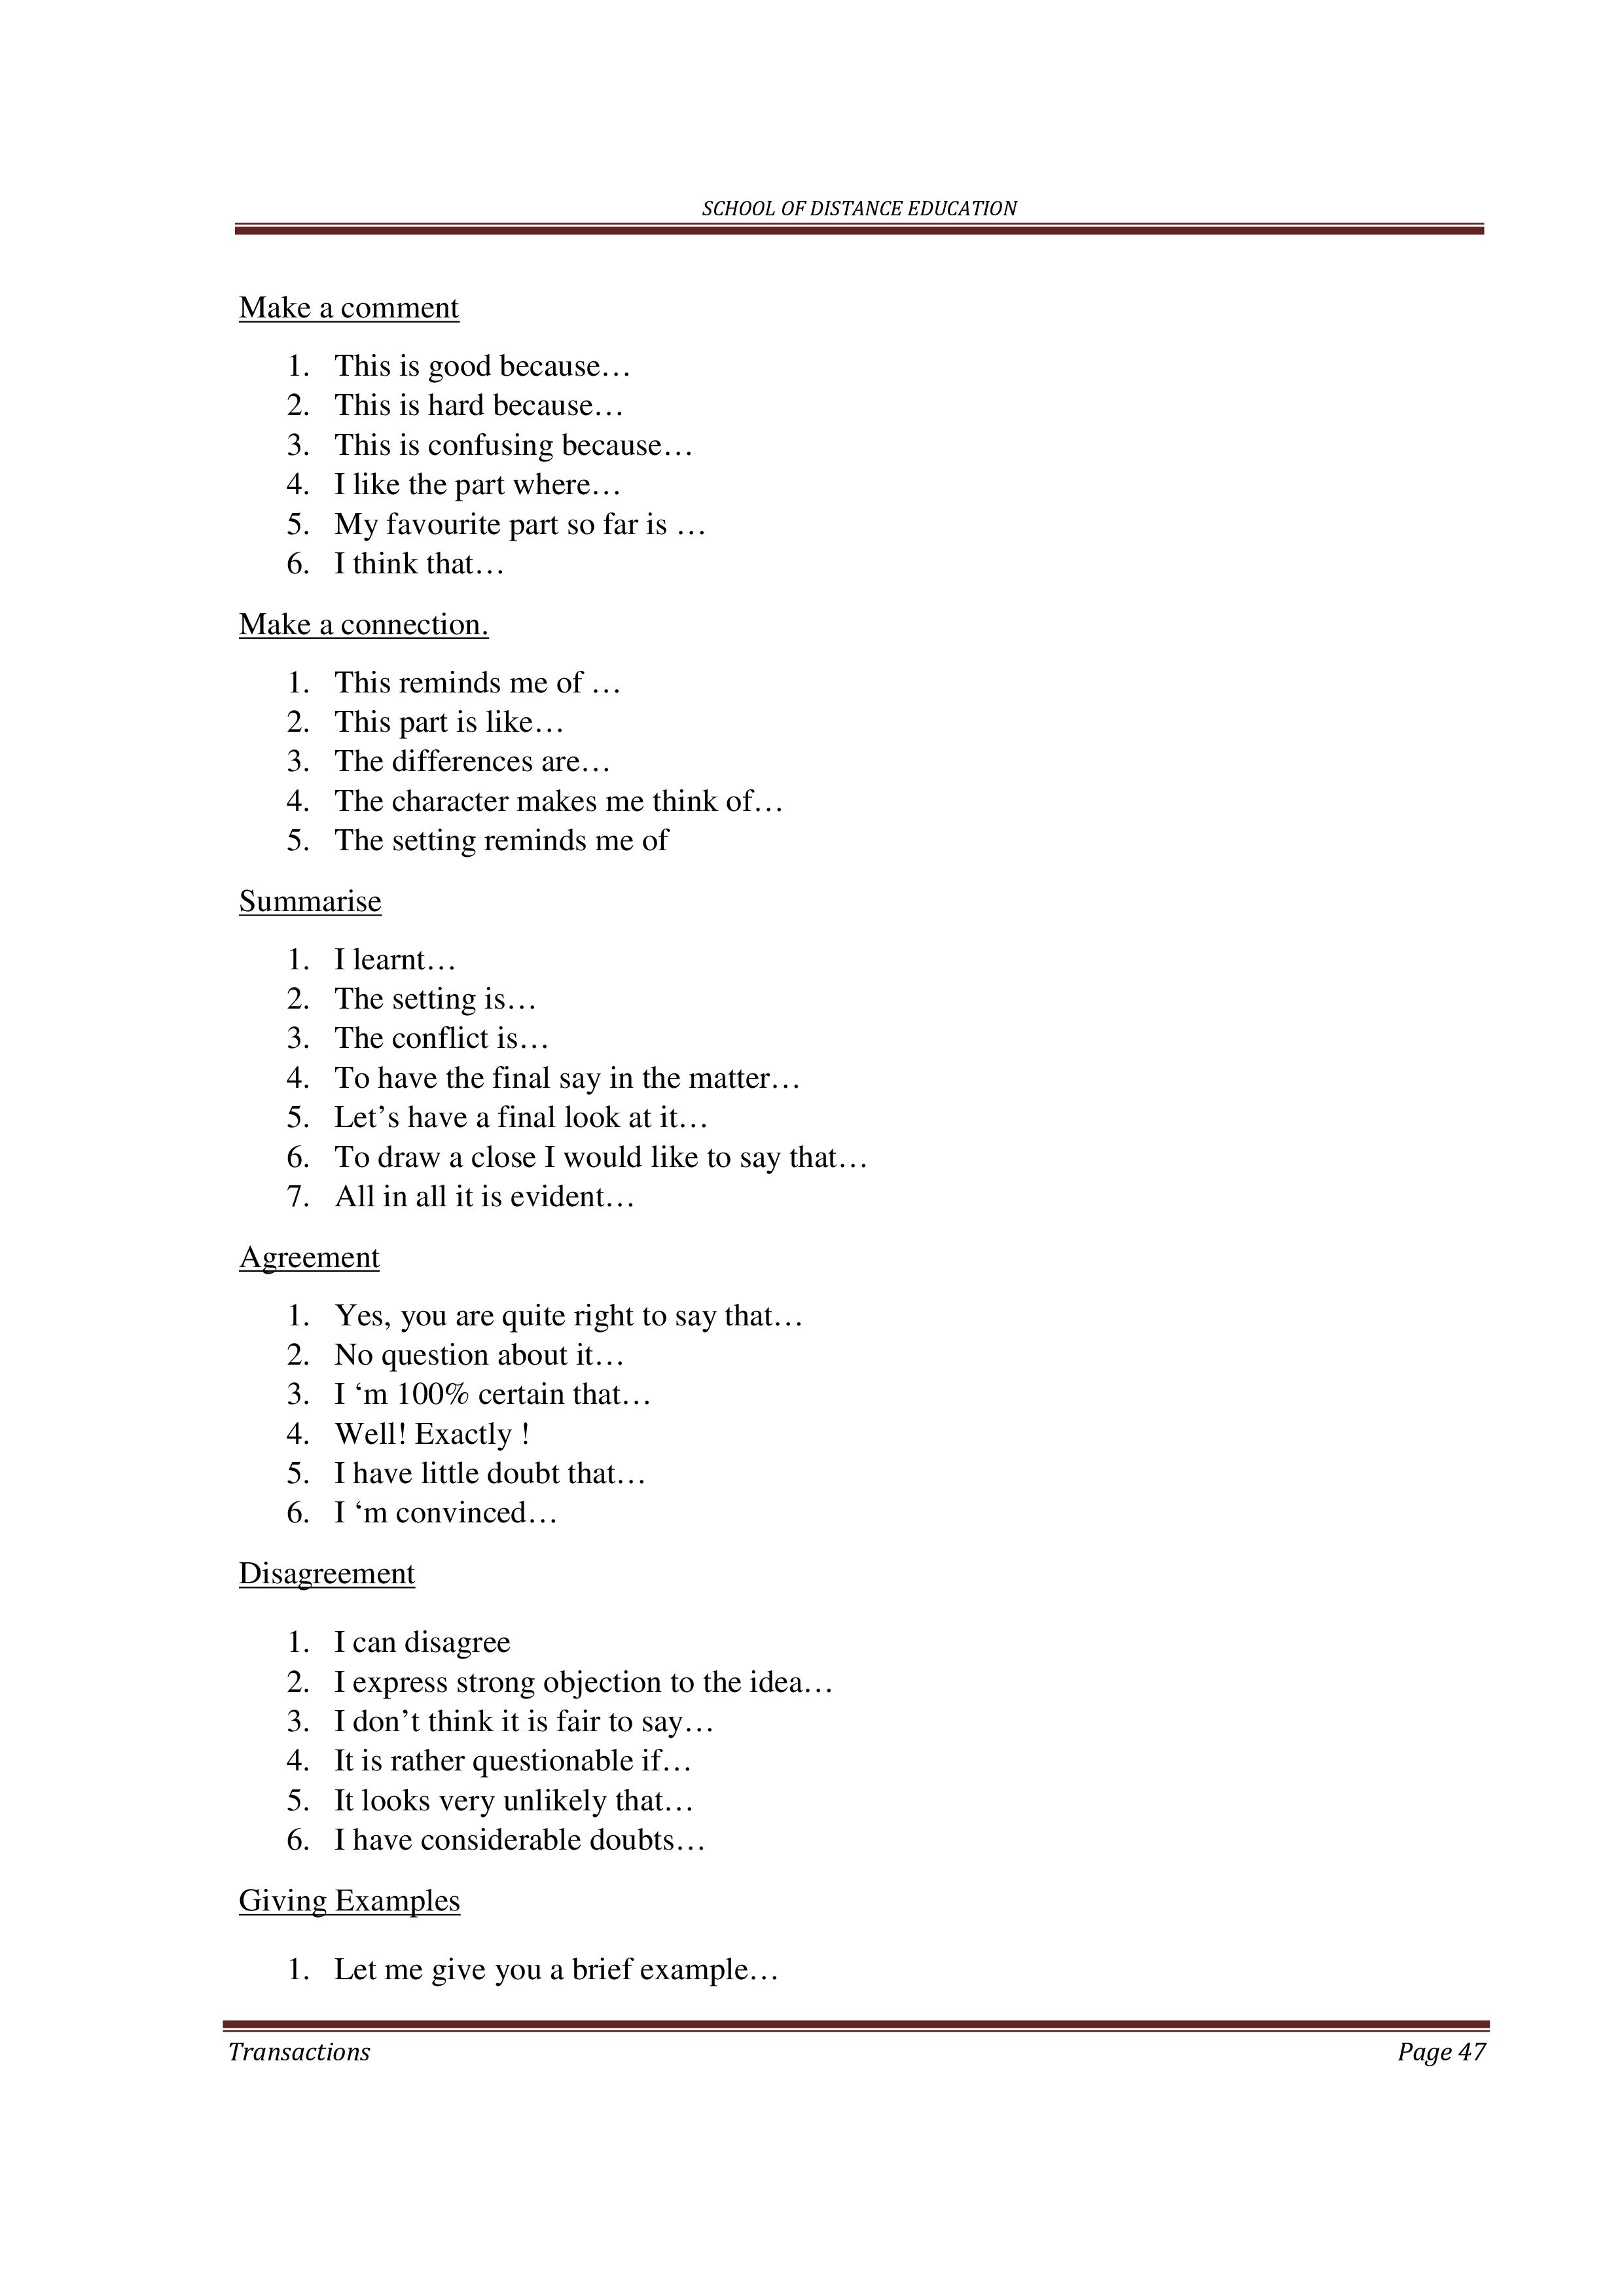 SCHOOL OF DISTANCE EDUCATION
Make a comment
1. This is good because…
2. This is hard because…
3. This is confusing because…
4. I like the part where…
5. My favourite part so far is …
6. I think that…
Make a connection.
1. This reminds me of …
2. This part is like…
3. The differences are…
4. The character makes me think of…
5. The setting reminds me of
Summarise
1. I learnt…
2. The setting is…
3. The conflict is…
4. To have the final say in the matter…
5. Let’s have a final look at it…
6. To draw a close I would like to say that…
7. All in all it is evident…
Agreement
1. Yes, you are quite right to say that…
2. No question about it…
3. I ‘m 100% certain that…
4. Well! Exactly !
5. I have little doubt that…
6. I ‘m convinced…
Disagreement
1. I can disagree
2. I express strong objection to the idea…
3. I don’t think it is fair to say…
4. It is rather questionable if…
5. It looks very unlikely that…
6. I have considerable doubts…
Giving Examples
1. Let me give you a brief example…
Transactions Page 47